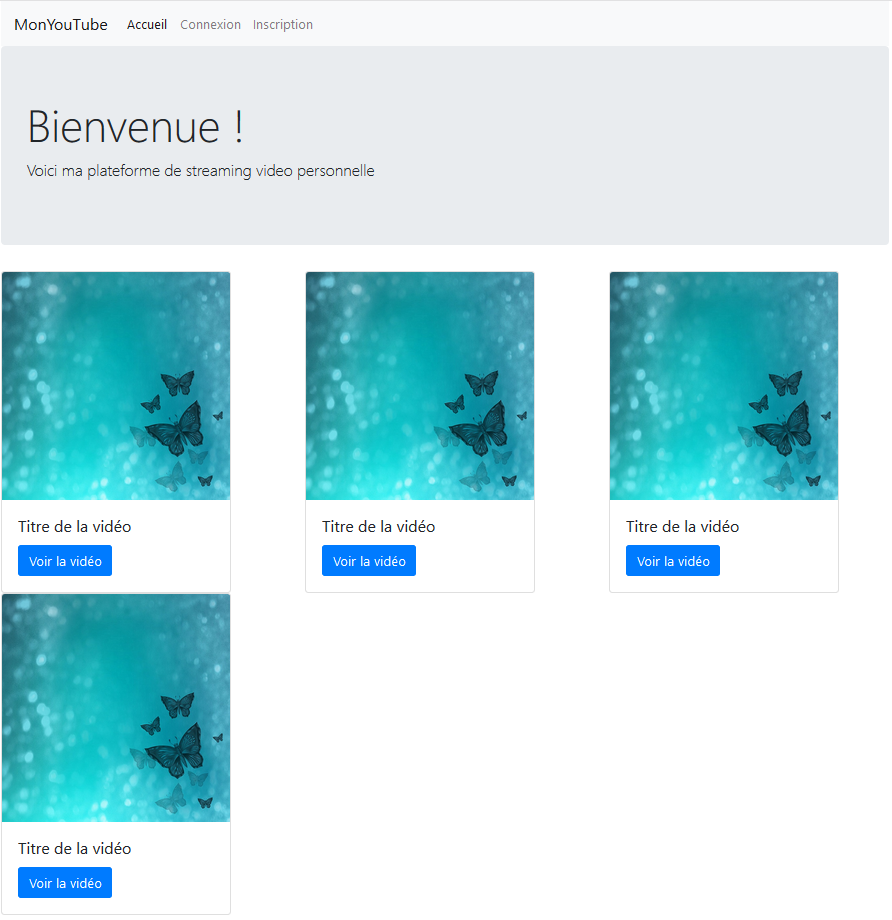 MonYouTube Accueil Connexion Inscription
Bienvenue !
Voici ma plateforme de streaming video personnelle
Titre de la vidéo
Voir la vidéo
Titre de la vidéo
Voir la vidéo
Titre de la vidéo
Voir la vidéo
Titre de la vidéo
Voir la vidéo